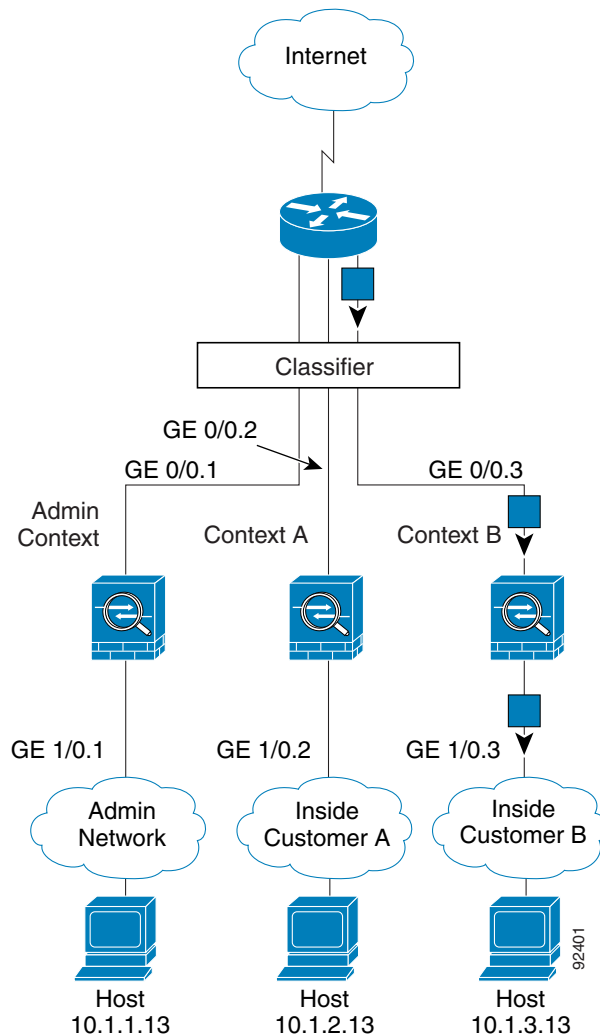 Internet
Classifier
GE 0/0.2
GE 0/0.1
GE 0/0.3
Admin
Context
Context A
Context B
GE 1/0.1
GE 1/0.2
GE 1/0.3
Admin
Network
Inside
Customer A
Inside
Customer B
92401
Host
10.1.1.13
Host
10.1.2.13
Host
10.1.3.13